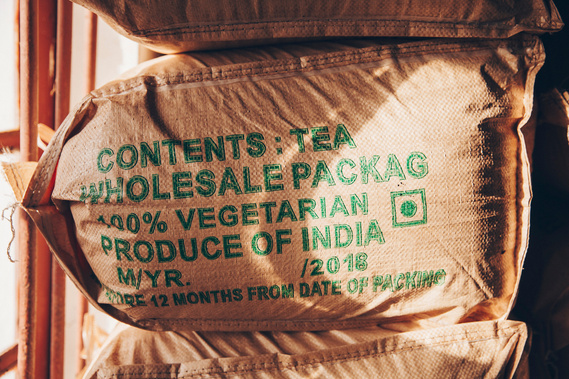 CONTENTS : TEA
WHOLESALE PACKAG
100% VEGETARIAN
PRODUCE OF INDIA
M/YR. /2018
12 MONTHS FROM DATE OF PACKING